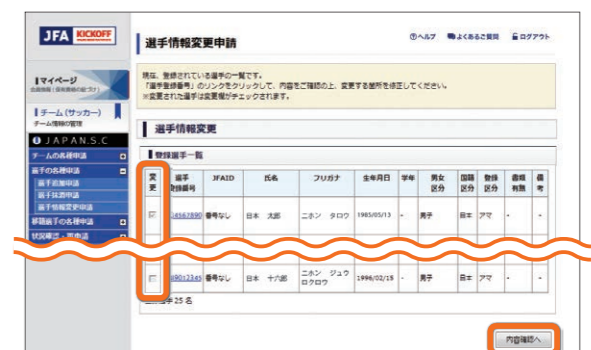 JFA KICKOFF
選手情報変更申請
ヘルプ よくあるご質問 ログアウト
マイページ
チーム (サッカー)
チーム情報の管理
JAPAN.S.C
チームの各種申請
選手の各種申請
選手追加申請
選手抹消申請
選手情報変更申請
移籍選手の各種申請
状況確認・再申請
現在、登録されている選手の一覧です。
「選手登録番号」のリンクをクリックして、内容をご確認の上、変更する箇所を修正してください。
※変更された選手は変更欄がチェックされます。
選手情報変更
登録選手一覧
変更 選手登録番号 JFAID 氏名 フリガナ 生年月日 学年 男女区分 国籍区分 登録区分 書類有無 備考
番号なし 日本 太郎 ニホン タロウ 1985/05/13 - 男子 日本 アマ - -
番号なし 日本 十六郎 ニホン ジュウロクロウ 1996/02/15 - 男子 日本 アマ - -
選手25 名
内容確認へ